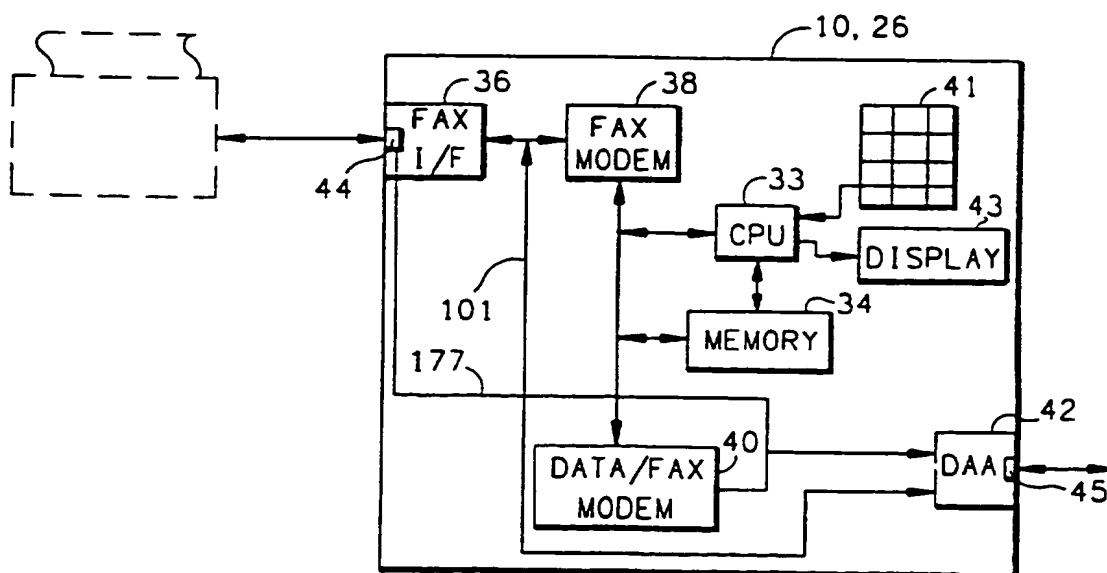 10, 26
36
38
41
FAX
I/F
FAX
MODEM
44
33
43
CPU
DISPLAY
101
34
MEMORY
177
42
40
DATA/FAX
MODEM
DAA
45